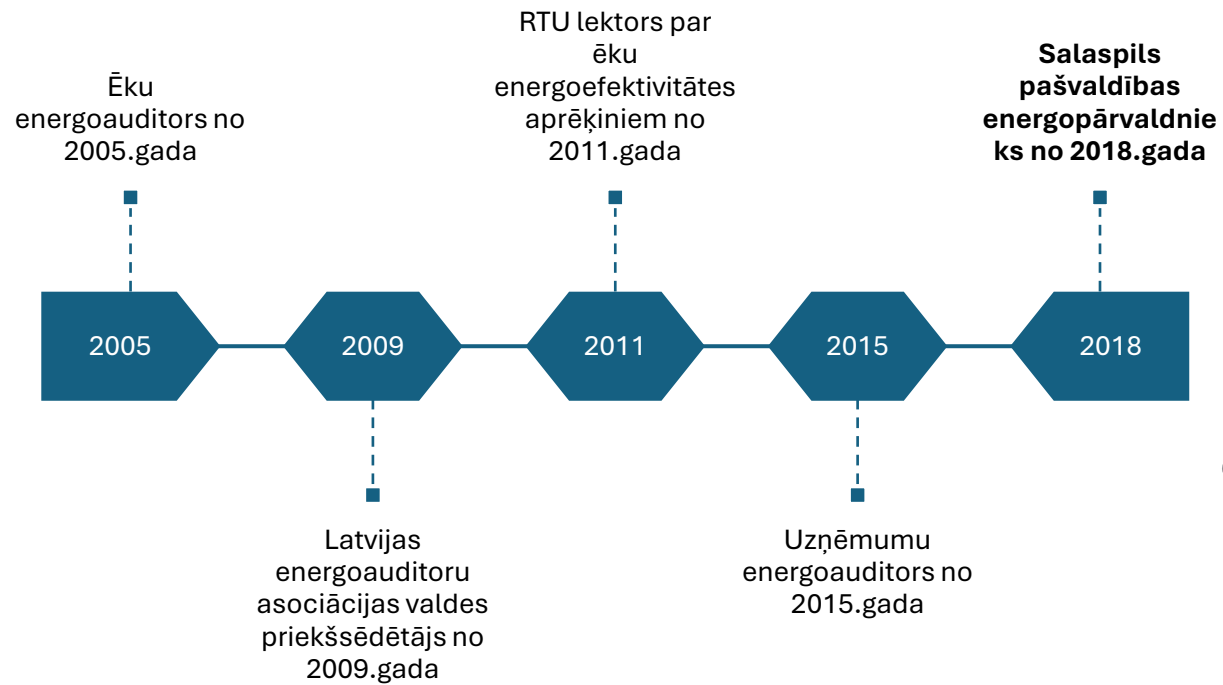 Ēku
energoauditors no
2005.gada
RTU lektors par
ēku
energoefektivitātes
aprēķiniem no
2011.gada
Salaspils
pašvaldības
energopārvaldnie
ks no 2018.gada
2005
2009
2011
2015
2018
Latvijas
energoauditoru
asociācijas valdes
priekšsēdētājs no
2009.gada
Uzņēmumu
energoauditors no
2015.gada